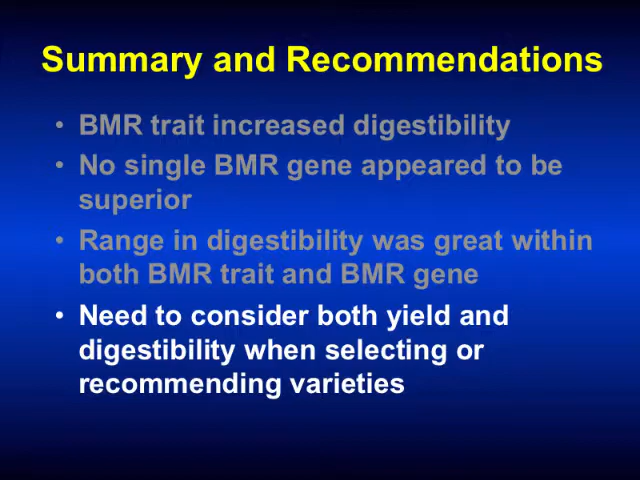 Summary and Recommendations
• BMR trait increased digestibility
• No single BMR gene appeared to be
superior
• Range in digestibility was great within
both BMR trait and BMR gene
• Need to consider both yield and
digestibility when selecting or
recommending varieties